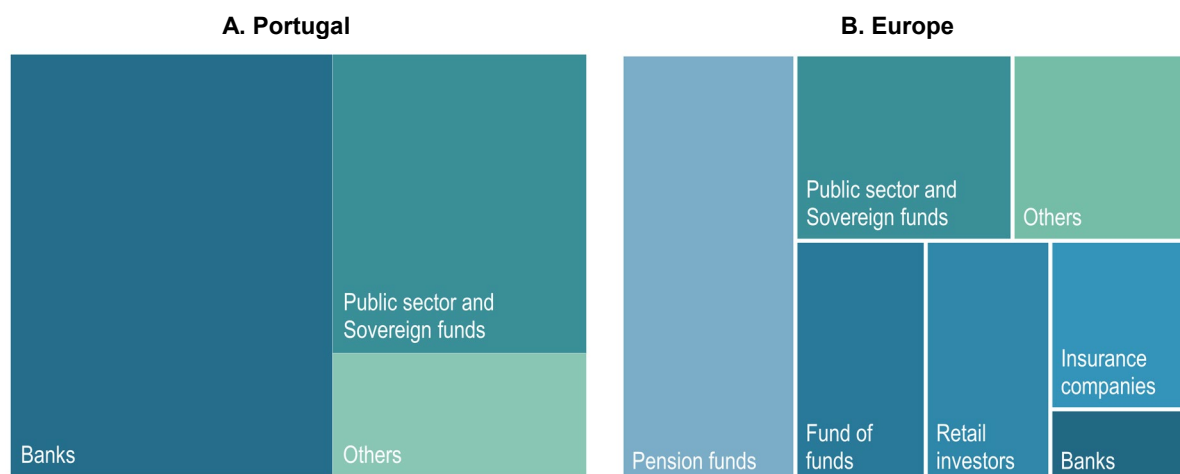 A. Portugal
Public sector and
Sovereign funds
Banks
Others
B. Europe
Public sector and
Sovereign funds
Others
Insurance
companies
Pension funds
Fund of
funds
Retail
investors
Banks